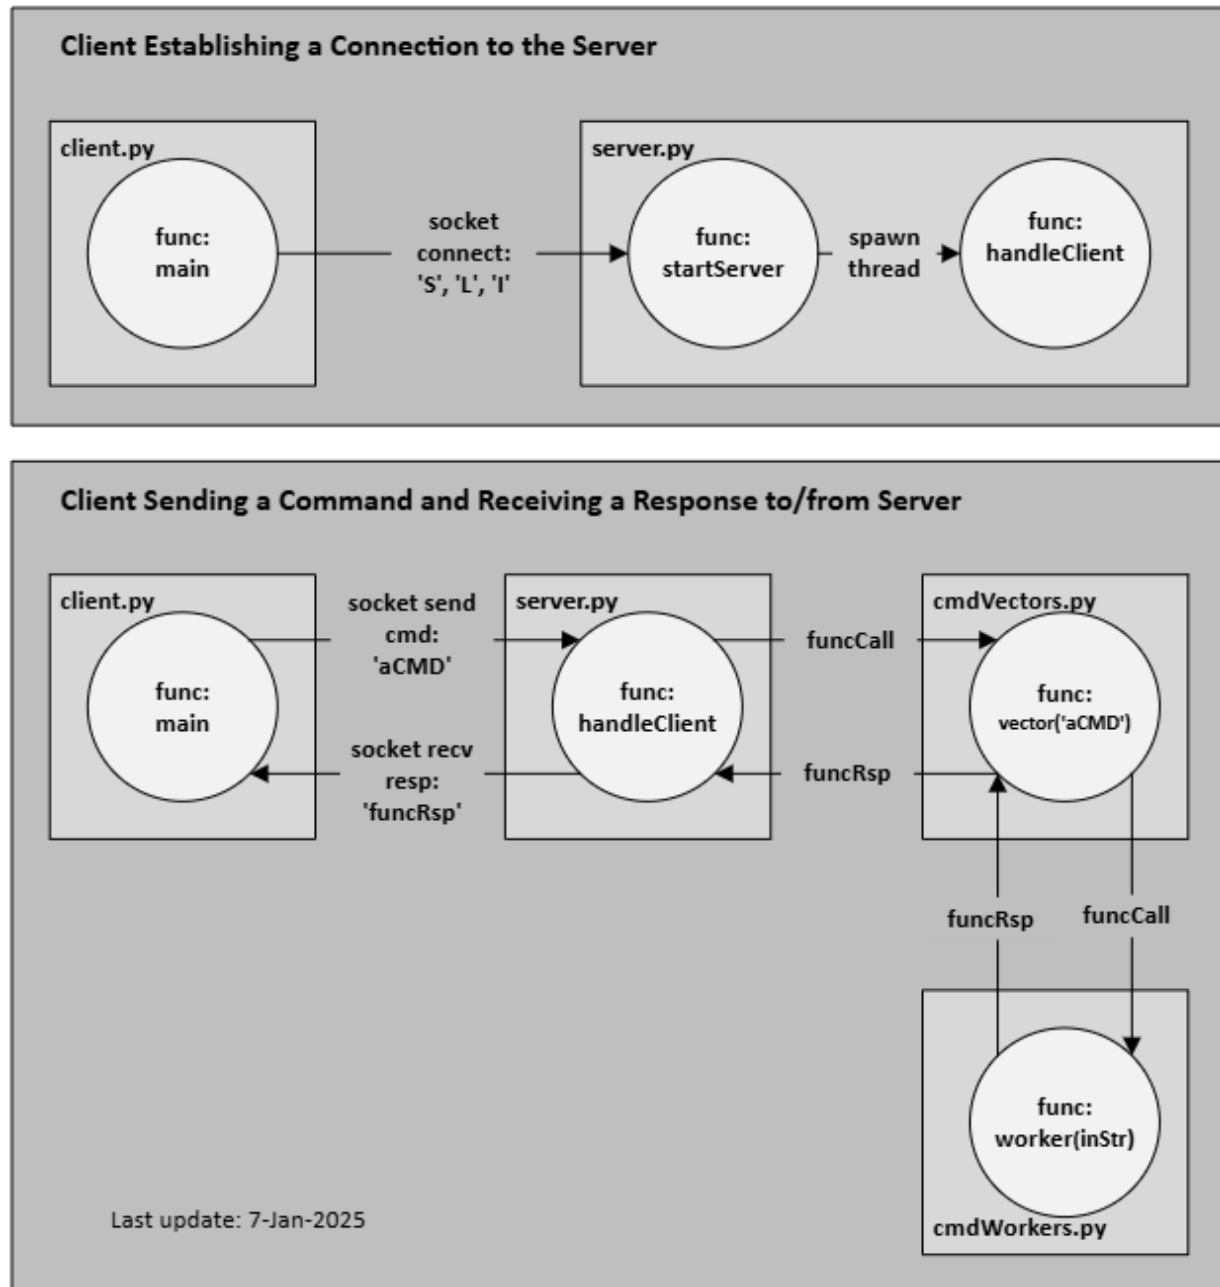 Client Establishing a Connection to the Server
client.py
func:
main
socket
connect:
'S', 'L', 'I'
server.py
func:
startServer
spawn
thread
func:
handleClient
Client Sending a Command and Receiving a Response to/from Server
client.py
func:
main
socket send
cmd:
'aCMD'
socket recv
resp:
'funcRsp'
server.py
func:
handleClient
funcCall
funcRsp
cmdVectors.py
func:
vector('aCMD')
funcRsp
funcCall
func:
worker(inStr)
cmdWorkers.py
Last update: 7-Jan-2025